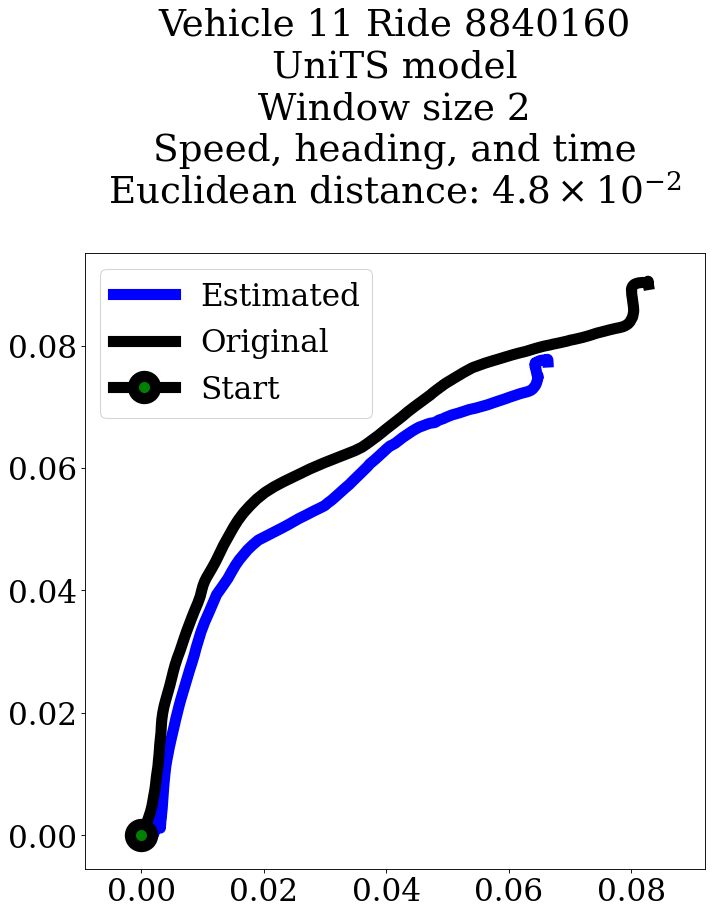 Vehicle 11 Ride 8840160
UniTS model
Window size 2
Speed, heading, and time
Euclidean distance: 4.8 × 10⁻²
Estimated
Original
Start
0.08
0.06
0.04
0.02
0.00
0.00 0.02 0.04 0.06 0.08